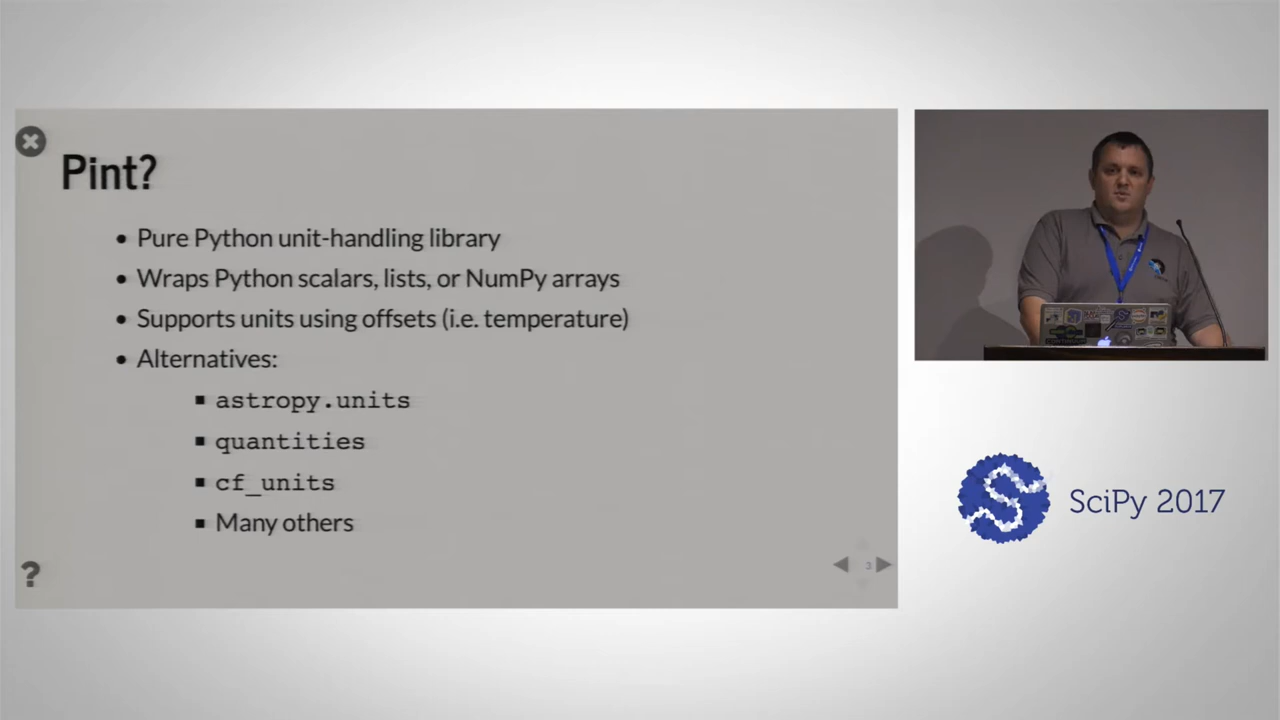 Pint?
• Pure Python unit-handling library
• Wraps Python scalars, lists, or NumPy arrays
• Supports units using offsets (i.e. temperature)
• Alternatives:
▪ astropy.units
▪ quantities
▪ cf_units
▪ Many others
?
3
SciPy 2017